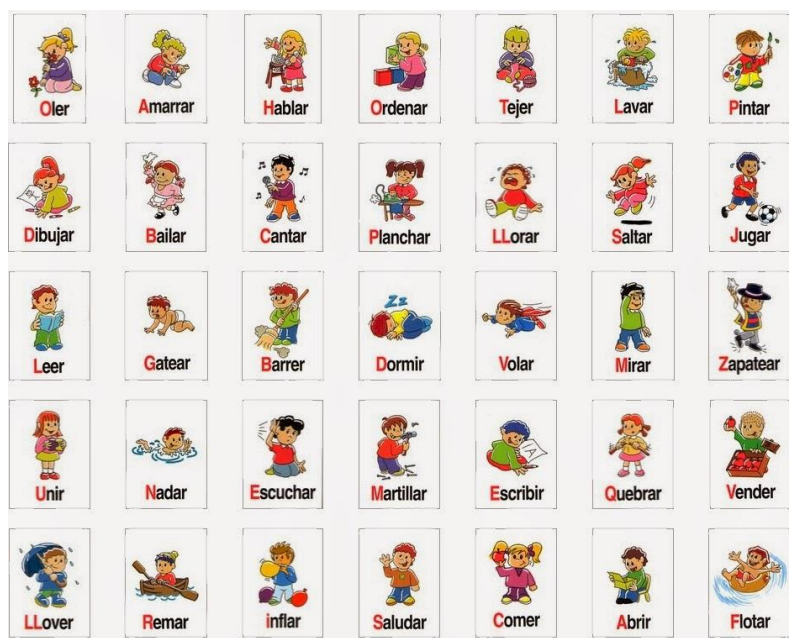 Oler
Amarrar
Hablar
Ordenar
Tejer
Lavar
Pintar
Dibujar
Bailar
Cantar
Planchar
LLorar
Saltar
Jugar
Leer
Gatear
Barrer
Dormir
Volar
Mirar
Zapatear
Unir
Nadar
Escuchar
Martillar
Escribir
Quebrar
Vender
LLover
Remar
inflar
Saludar
Comer
Abrir
Flotar